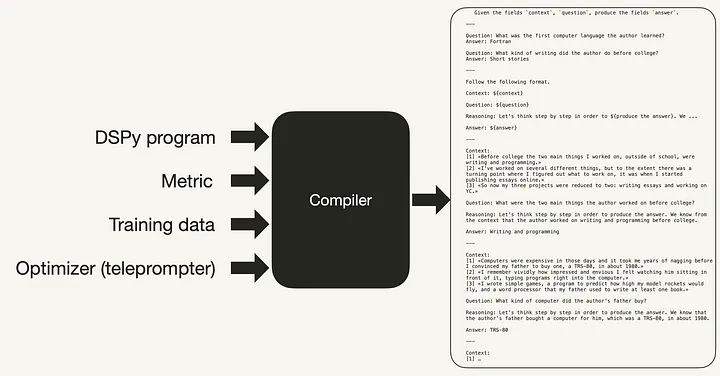 DSPy program
Metric
Training data
Optimizer (teleprompter)
Compiler
Given the fields `context`, `question`, produce the fields `answer`.
---
Question: What was the first computer language the author learned?
Answer: Fortran
Question: What kind of writing did the author do before college?
Answer: Short stories
---
Follow the following format.
Context: ${context}
Question: ${question}
Reasoning: Let's think step by step in order to ${produce the answer}. We ...
Answer: ${answer}
---
Context:
[1] «Before college the two main things I worked on, outside of school, were
writing and programming.»
[2] «I've worked on several different things, but to the extent there was a
turning point where I figured out what to work on, it was when I started
publishing essays online.»
[3] «So now my three projects were reduced to two: writing essays and working on
YC.»
Question: What were the two main things the author worked on before college?
Reasoning: Let's think step by step in order to produce the answer. We know from
the context that the author worked on writing and programming before college.
Answer: Writing and programming
---
Context:
[1] «Computers were expensive in those days and it took me years of nagging before
I convinced my father to buy one, a TRS-80, in about 1980.»
[2] «I remember vividly how impressed and envious I felt watching him sitting in
front of it, typing programs right into the computer.»
[3] «I wrote simple games, a program to predict how high my model rockets would
fly, and a word processor that my father used to write at least one book.»
Question: What kind of computer did the author's father buy?
Reasoning: Let's think step by step in order to produce the answer. We know that
the author's father bought a computer for him, which was a TRS-80, in about 1980.
Answer: TRS-80
---
Context:
[1] …